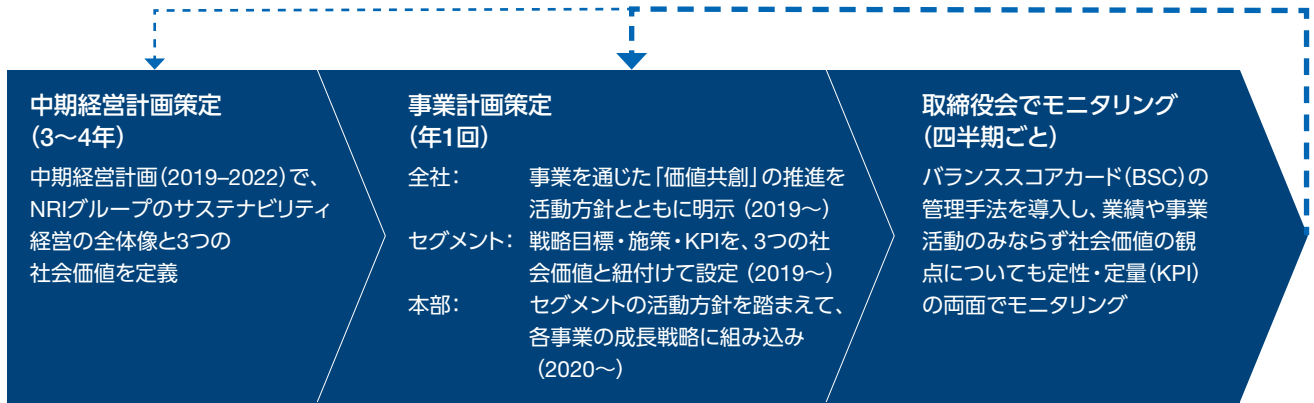 中期経営計画策定
(3〜4年)
中期経営計画(2019–2022)で、
NRIグループのサステナビリティ
経営の全体像と3つの
社会価値を定義
事業計画策定
(年1回)
全社： 事業を通じた「価値共創」の推進を
活動方針とともに明示 (2019〜)
セグメント： 戦略目標・施策・KPIを、3つの社
会価値と紐付けて設定 (2019〜)
本部： セグメントの活動方針を踏まえて、
各事業の成長戦略に組み込み
(2020〜)
取締役会でモニタリング
(四半期ごと)
バランススコアカード(BSC)の
管理手法を導入し、業績や事業
活動のみならず社会価値の観
点についても定性・定量(KPI)
の両面でモニタリング